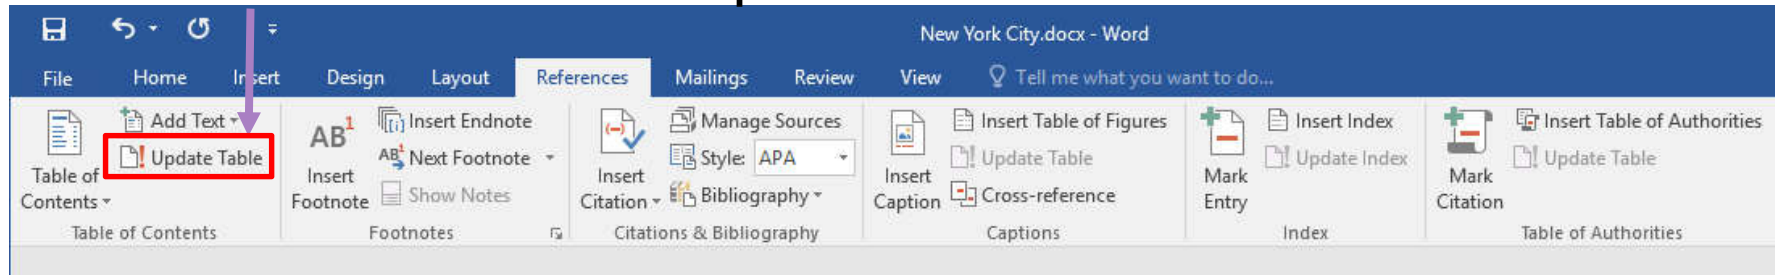 New York City.docx - Word
File Home Insert Design Layout References Mailings Review View Tell me what you want to do...
Table of Contents
Add Text
Update Table
Table of Contents
AB1
Insert Footnote
Insert Endnote
AB1 Next Footnote
Show Notes
Footnotes
Insert Citation
Manage Sources
Style: APA
Bibliography
Citations & Bibliography
Insert Caption
Insert Table of Figures
Update Table
Cross-reference
Captions
Mark Entry
Insert Index
Update Index
Index
Mark Citation
Insert Table of Authorities
Update Table
Table of Authorities